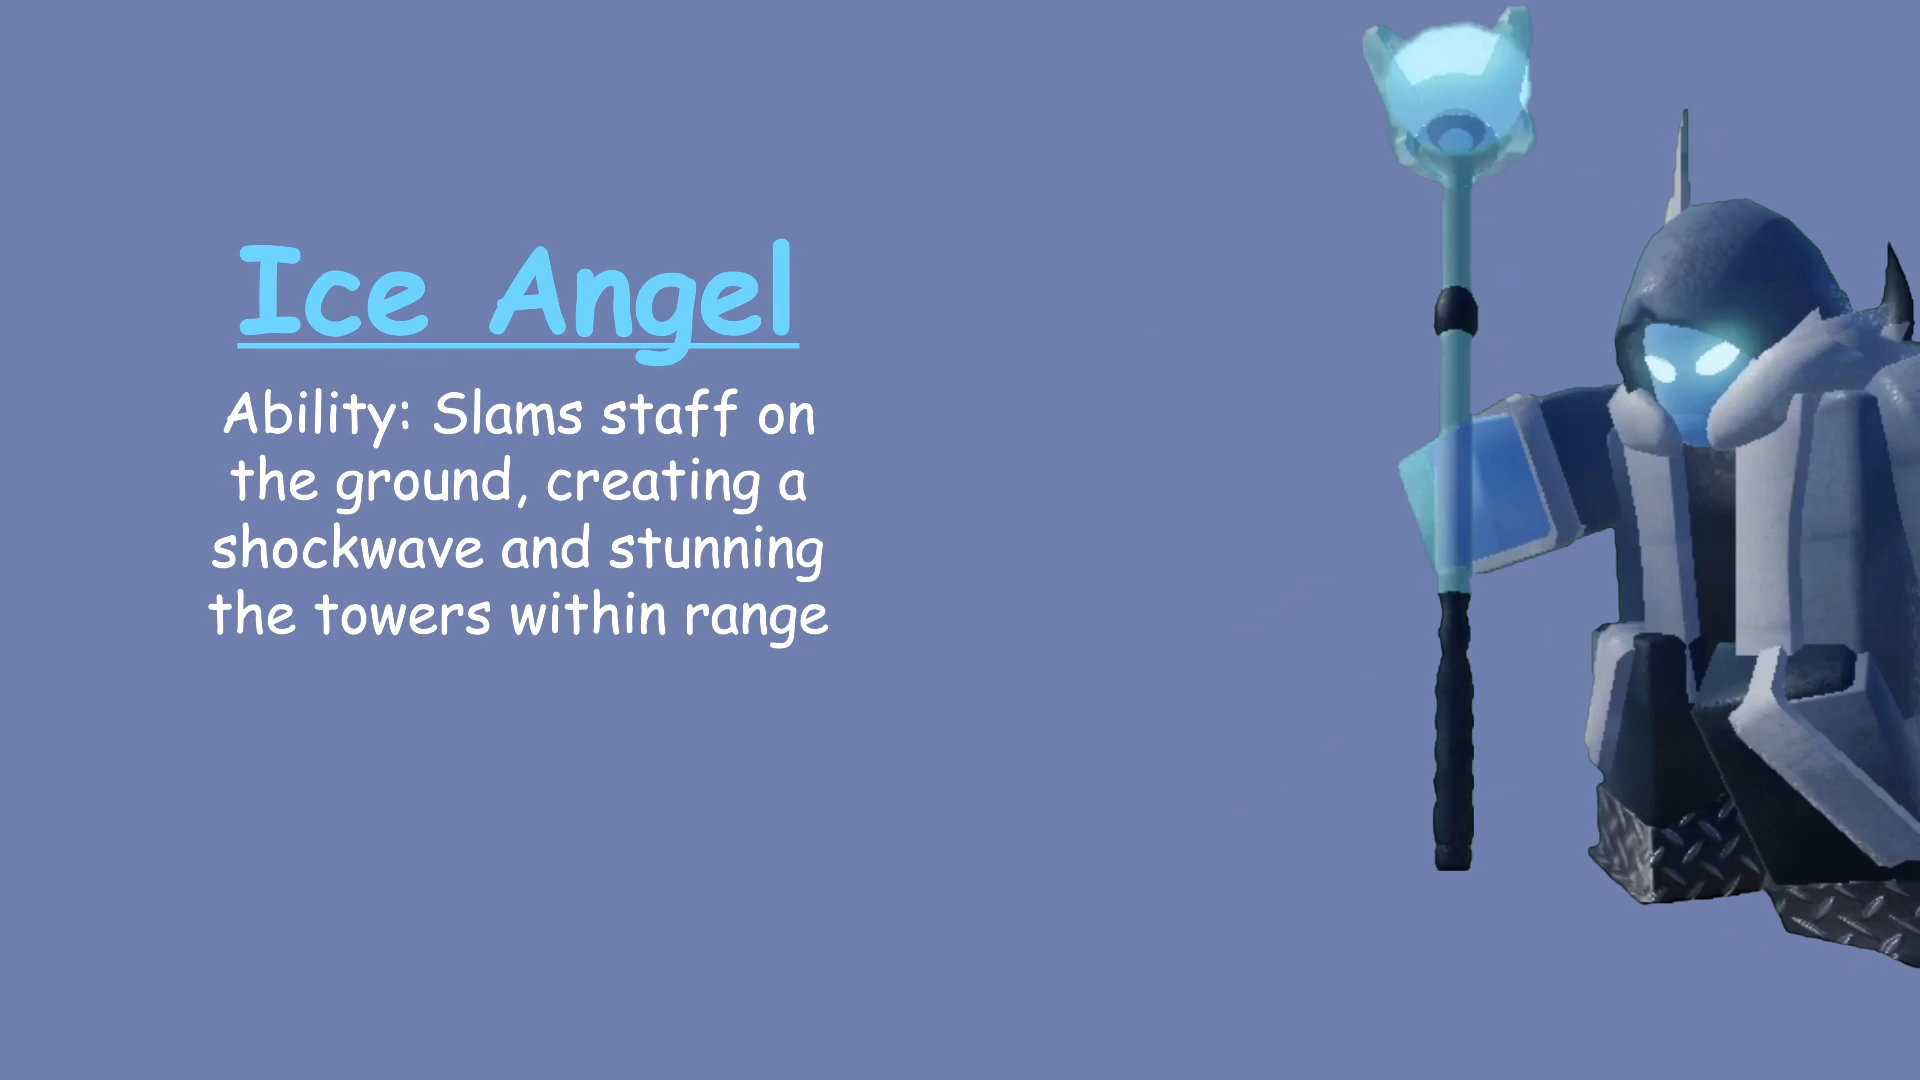 Ice Angel
Ability: Slams staff on
the ground, creating a
shockwave and stunning
the towers within range